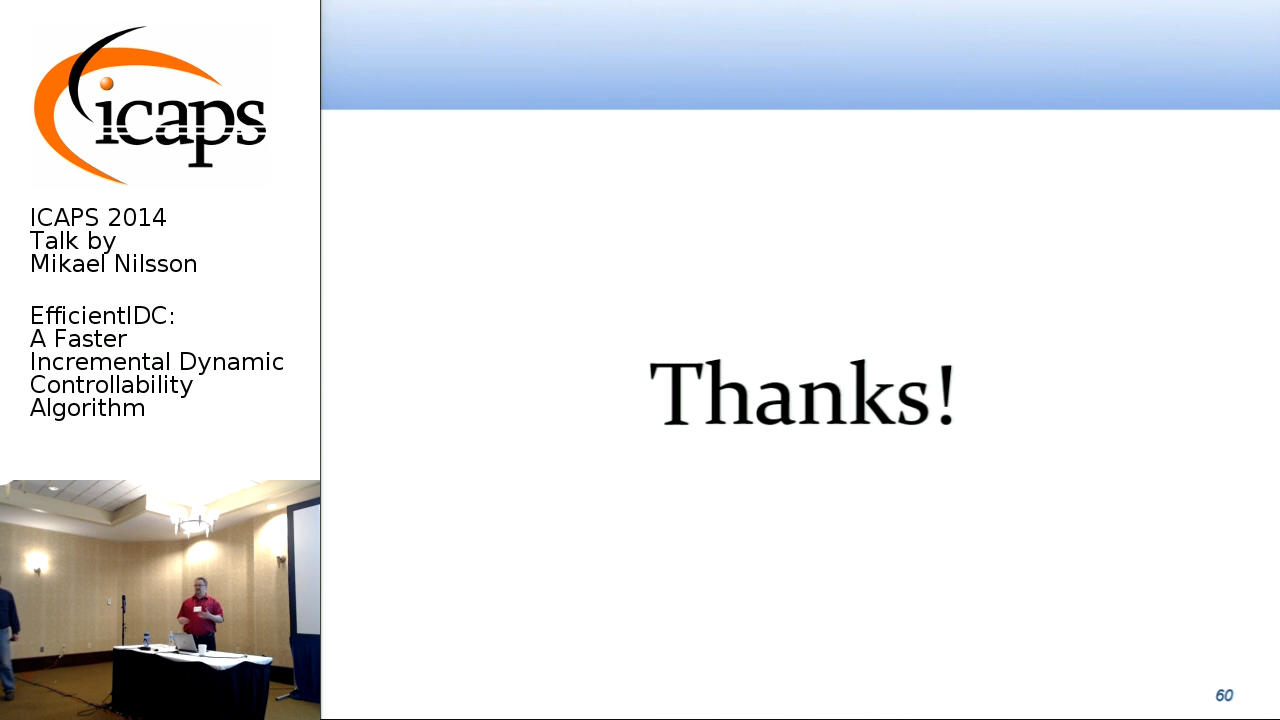 icaps
ICAPS 2014
Talk by
Mikael Nilsson
EfficientIDC:
A Faster
Incremental Dynamic
Controllability
Algorithm
Thanks!
60